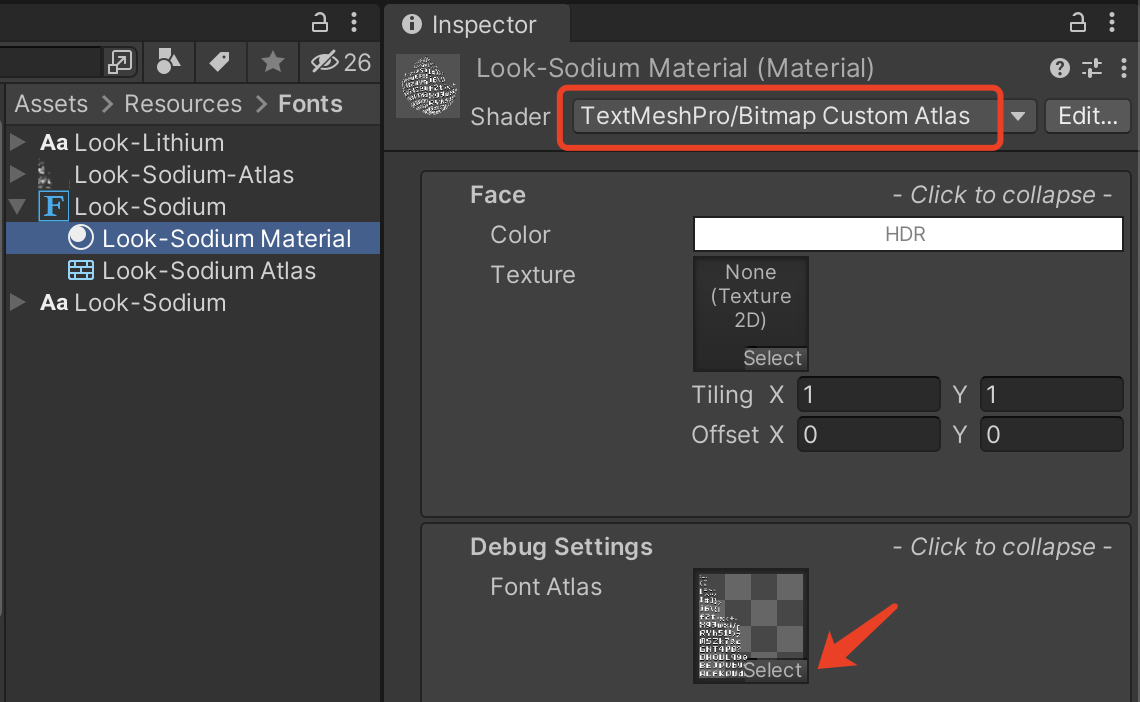 Inspector
26
Assets > Resources > Fonts
Aa Look-Lithium
Look-Sodium-Atlas
F Look-Sodium
Look-Sodium Material
Look-Sodium Atlas
Aa Look-Sodium
Look-Sodium Material (Material)
Shader TextMeshPro/Bitmap Custom Atlas Edit...
Face - Click to collapse -
Color HDR
Texture None
(Texture
2D)
Select
Tiling X 1 Y 1
Offset X 0 Y 0
Debug Settings - Click to collapse -
Font Atlas
Select